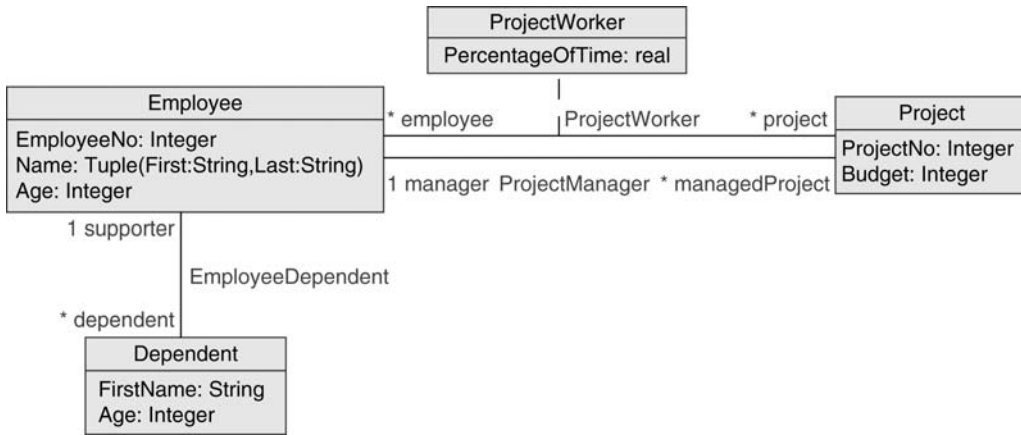 ProjectWorker
PercentageOfTime: real
Employee
EmployeeNo: Integer
Name: Tuple(First:String,Last:String)
Age: Integer
* employee
ProjectWorker
* project
Project
ProjectNo: Integer
Budget: Integer
1 manager
ProjectManager
* managedProject
1 supporter
EmployeeDependent
* dependent
Dependent
FirstName: String
Age: Integer